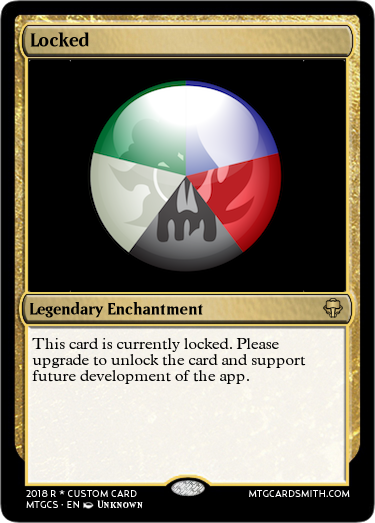 Locked
Legendary Enchantment
This card is currently locked. Please
upgrade to unlock the card and support
future development of the app.
2018 R * CUSTOM CARD
MTGCS · EN Unknown
MTGCARDSMITH.COM